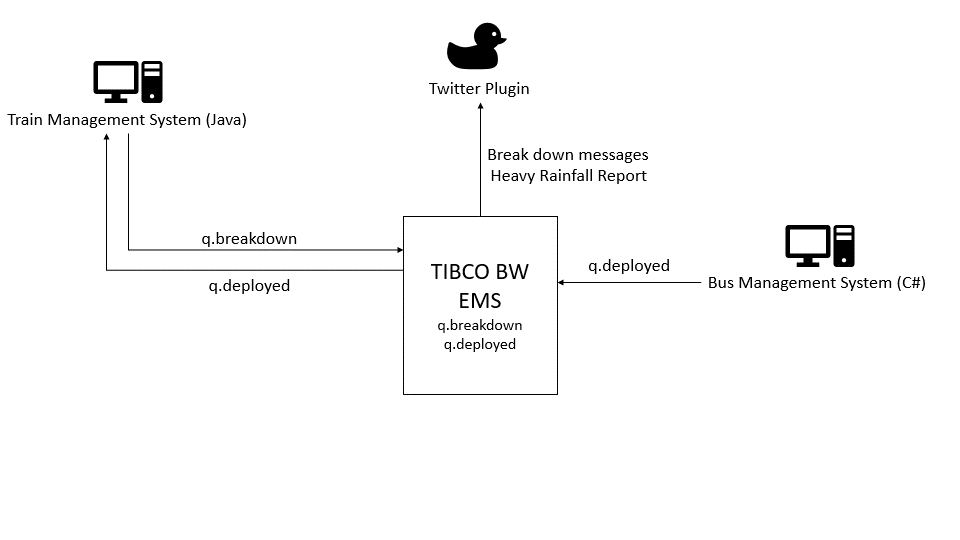 Twitter Plugin
Train Management System (Java)
Break down messages
Heavy Rainfall Report
q.breakdown
q.deployed
TIBCO BW
EMS
q.breakdown
q.deployed
q.deployed
Bus Management System (C#)